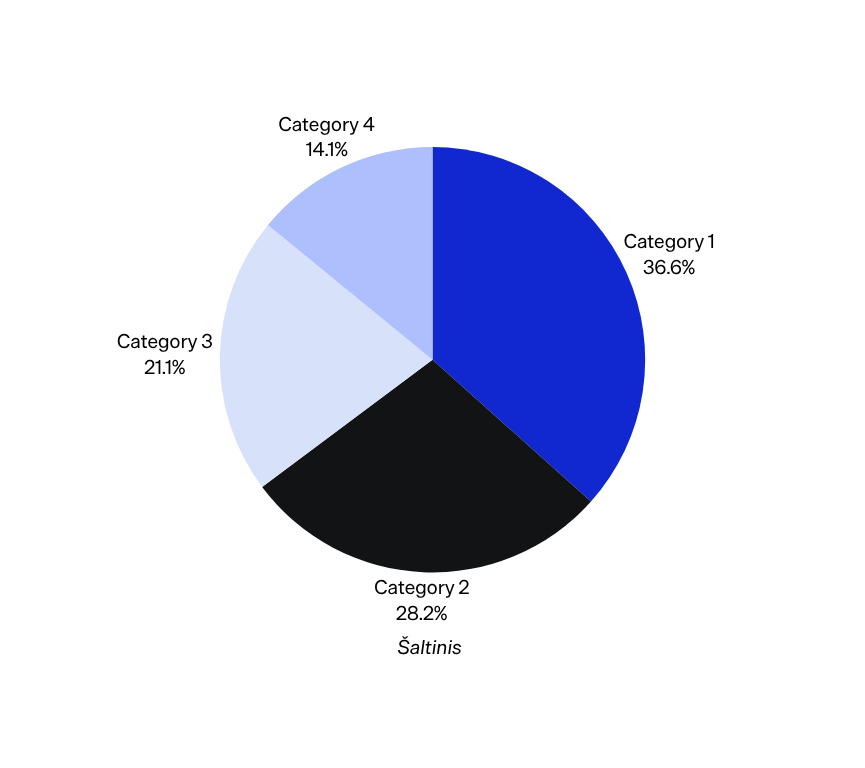 Category 4
14.1%
Category 1
36.6%
Category 3
21.1%
Category 2
28.2%
Šaltinis